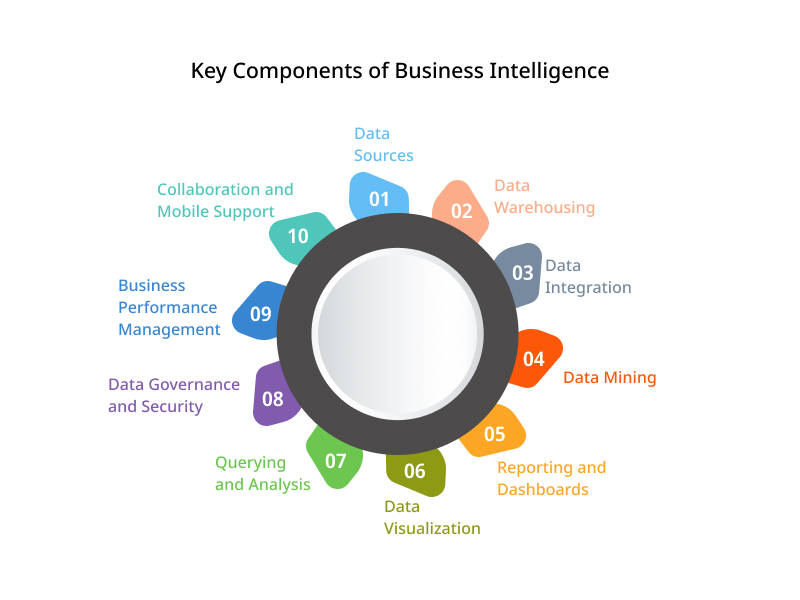 Key Components of Business Intelligence
01
Data
Sources
02
Data
Warehousing
03
Data
Integration
04
Data Mining
05
Reporting and
Dashboards
06
Data
Visualization
07
Querying
and Analysis
08
Data Governance
and Security
09
Business
Performance
Management
10
Collaboration and
Mobile Support